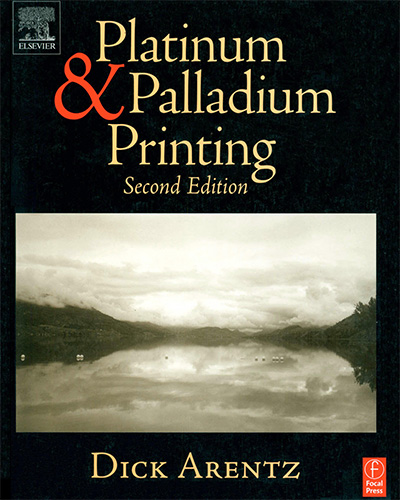 ELSEVIER
Platinum
& Palladium
Printing
Second Edition
DICK ARENTZ
Focal
Press